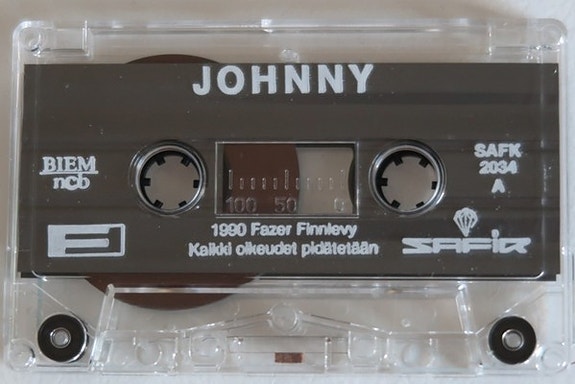 JOHNNY
BIEM
ncb
SAFK
2034
A
100 50 0
1990 Fazer Finnlevy
Kaikki oikeudet pidätetään
SAFIR